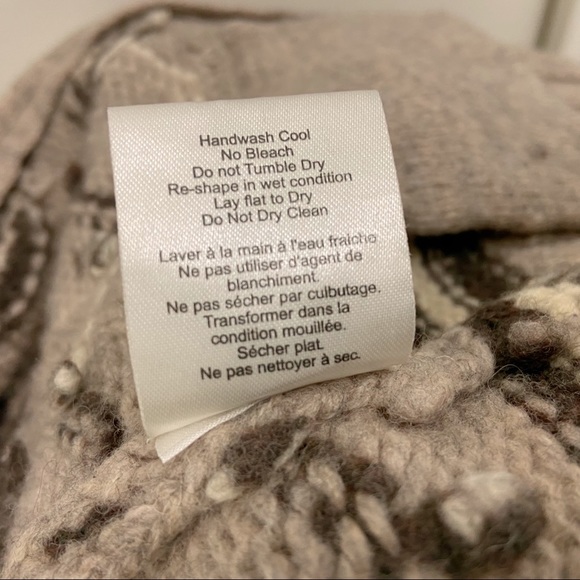 Handwash Cool
No Bleach
Do not Tumble Dry
Re-shape in wet condition
Lay flat to Dry
Do Not Dry Clean
Laver à la main à l'eau fraîche
Ne pas utiliser d'agent de
blanchiment.
Ne pas sécher par culbutage.
Transformer dans la
condition mouillée.
Sécher plat.
Ne pas nettoyer à sec.